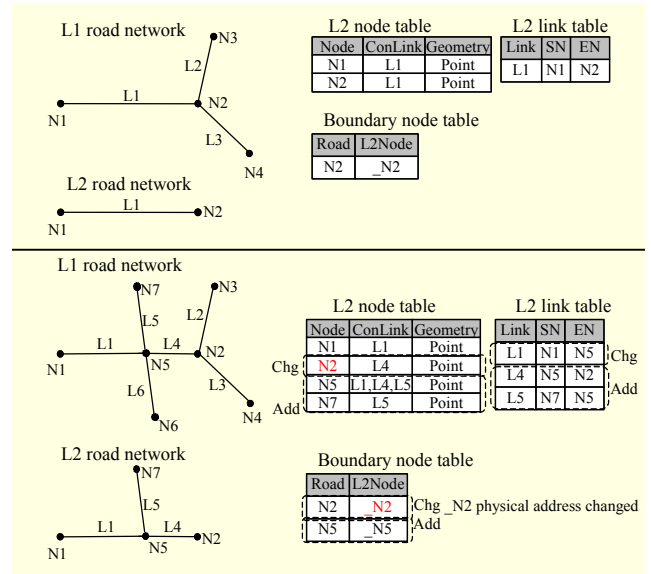 L1 road network
L2 node table
L2 link table
N3
L2
L1
N2
N1
L3
N4
Node ConLink Geometry
N1 L1 Point
N2 L1 Point
Link SN EN
L1 N1 N2
Boundary node table
Road L2Node
N2 _N2
L2 road network
L1
N2
N1
L1 road network
N7
N3
L5
L2
L1
L4
N2
N1
N5
L6
L3
N4
N6
L2 node table
L2 link table
Node ConLink Geometry
N1 L1 Point
Chg N2 L4 Point
N5 L1,L4,L5 Point
Add N7 L5 Point
Link SN EN
L1 N1 N5 Chg
L4 N5 N2
Add
L5 N7 N5
L2 road network
N7
L5
L1
L4
N2
N1
N5
Boundary node table
Road L2Node
N2 _N2 Chg _N2 physical address changed
Add
N5 _N5